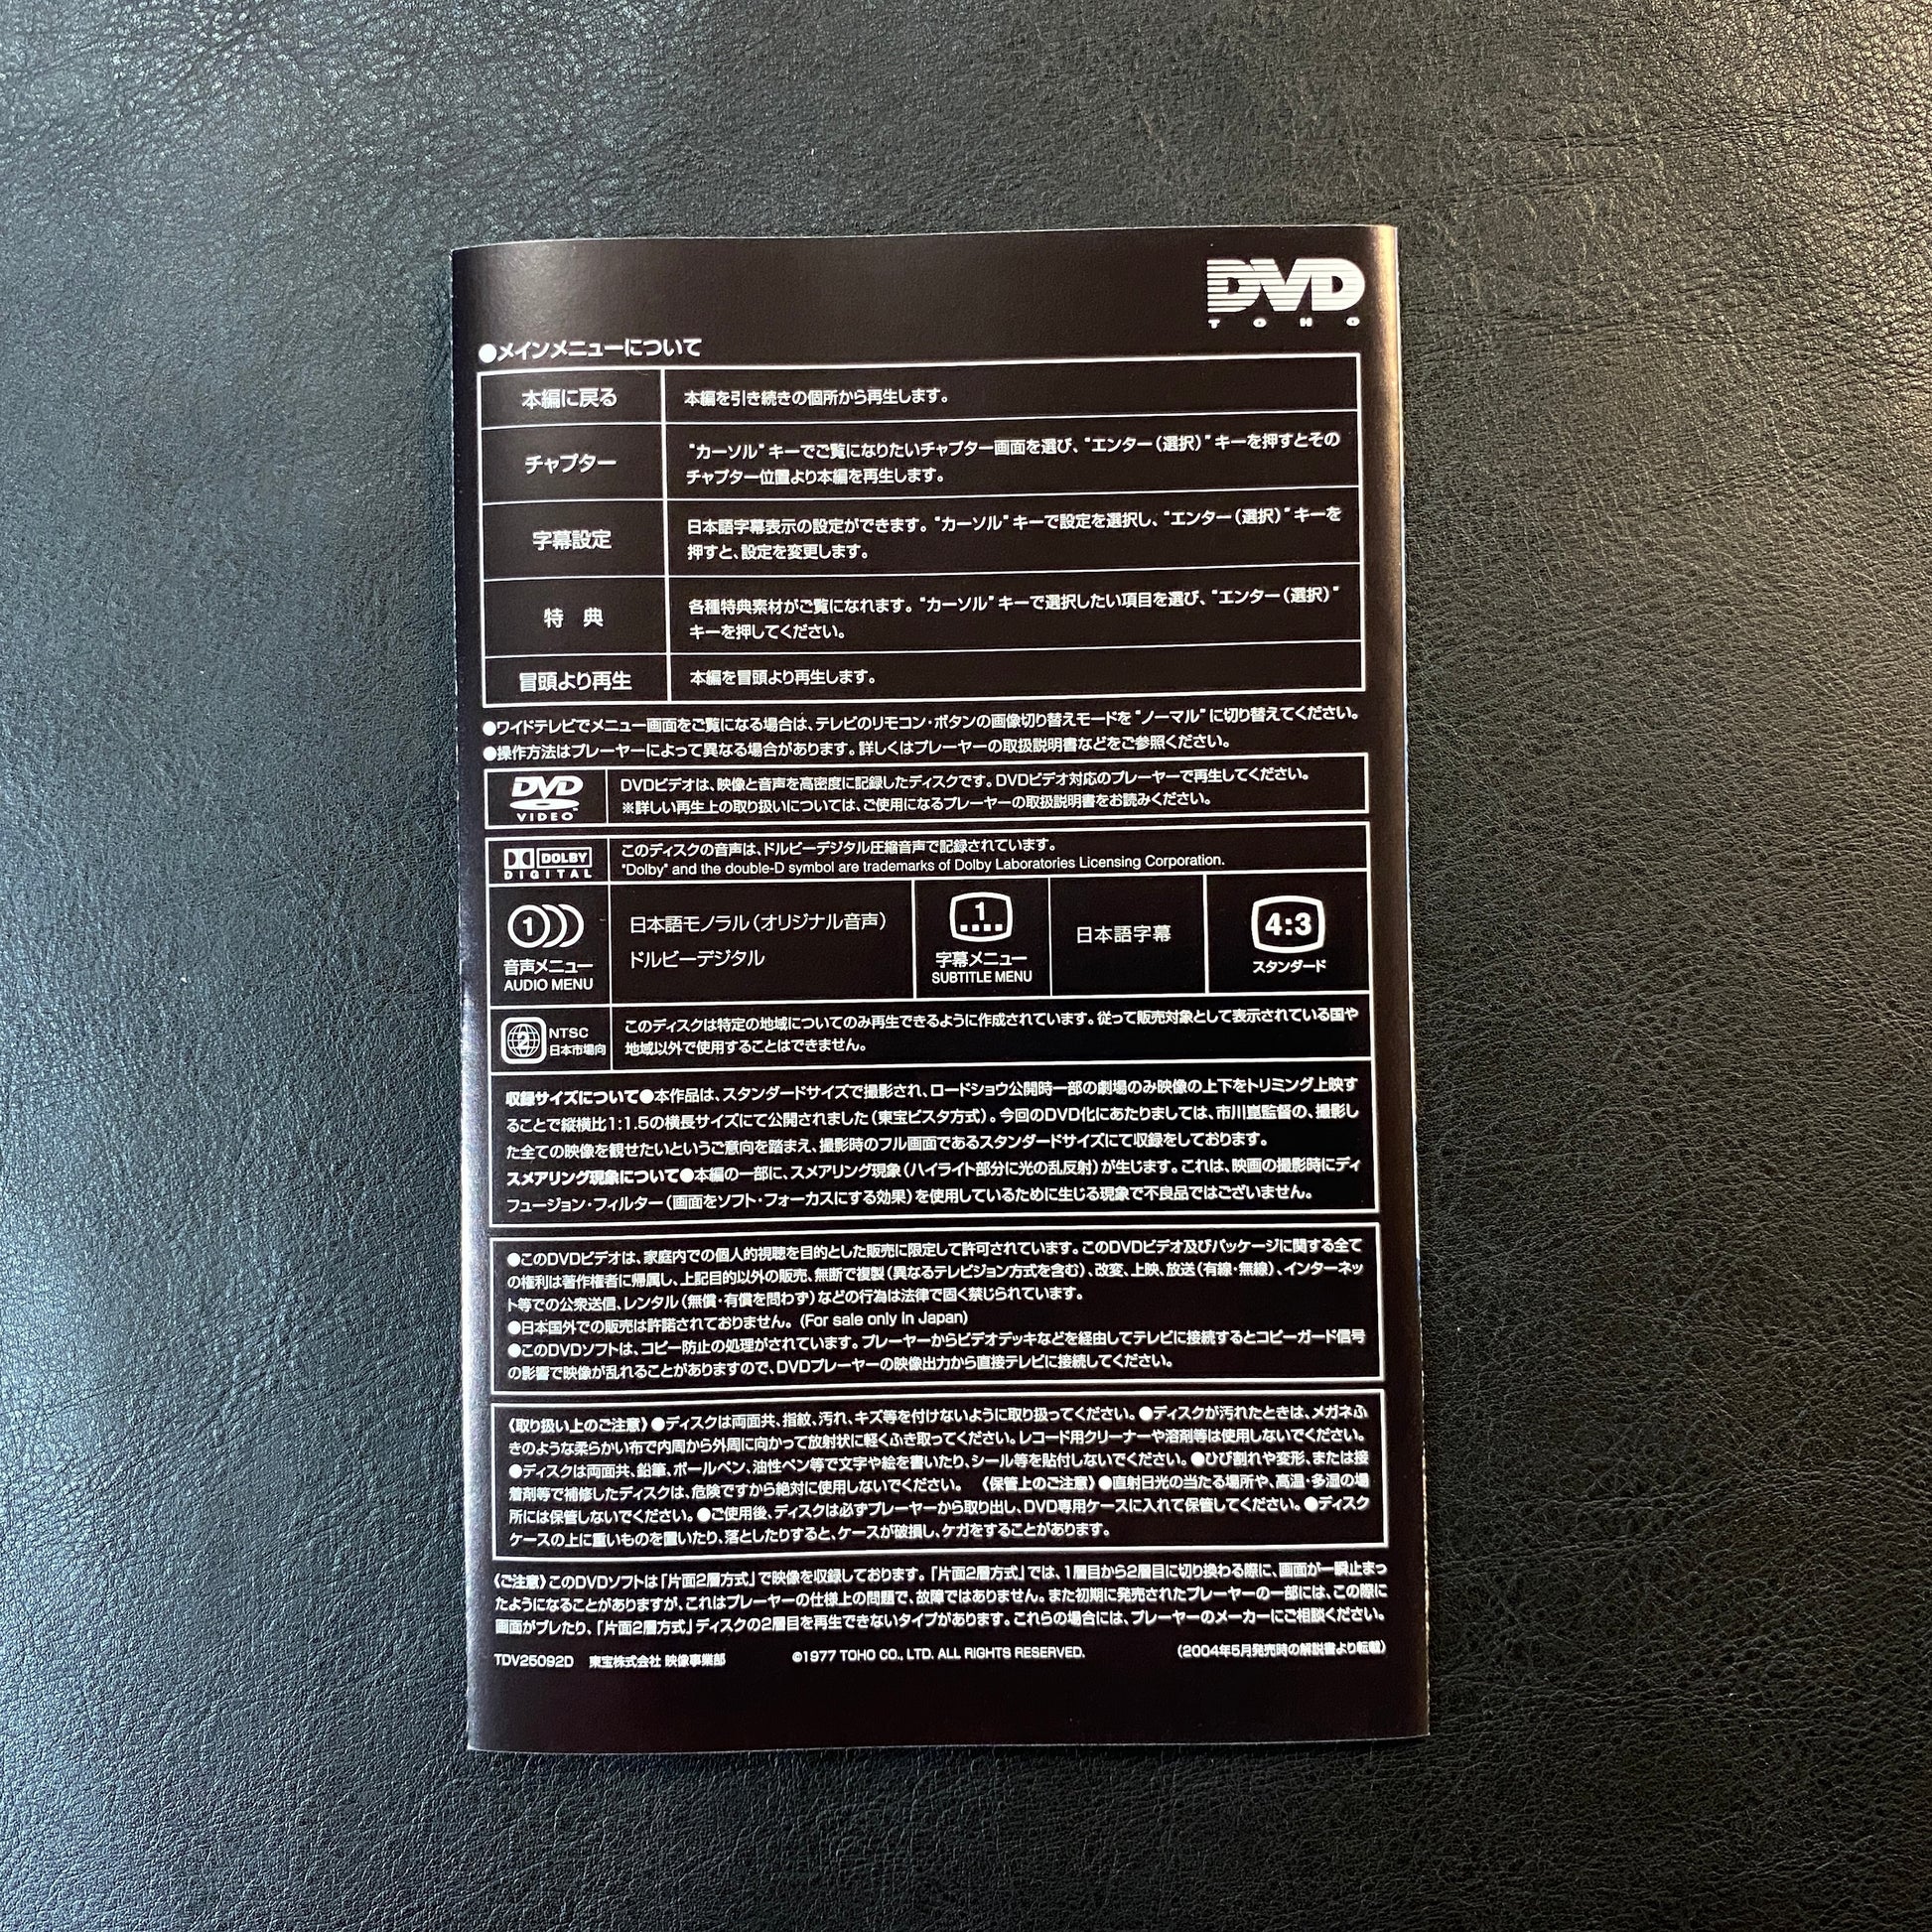 DVD
TOHO
●メインメニューについて
本編に戻る
本編を引き続きの個所から再生します。
チャプター
“カーソル”キーでご覧になりたいチャプター画面を選び、“エンター(選択)”キーを押すとその
チャプター位置より本編を再生します。
字幕設定
日本語字幕表示の設定ができます。“カーソル”キーで設定を選択し、“エンター(選択)”キーを
押すと、設定を変更します。
特 典
各種特典素材がご覧になれます。“カーソル”キーで選択したい項目を選び、“エンター(選択)”
キーを押してください。
冒頭より再生
本編を冒頭より再生します。
●ワイドテレビでメニュー画面をご覧になる場合は、テレビのリモコン・ボタンの画像切り替えモードを“ノーマル”に切り替えてください。
●操作方法はプレーヤーによって異なる場合があります。詳しくはプレーヤーの取扱説明書などをご参照ください。
DVD
VIDEO
DVDビデオは、映像と音声を高密度に記録したディスクです。DVDビデオ対応のプレーヤーで再生してください。
※詳しい再生上の取り扱いについては、ご使用になるプレーヤーの取扱説明書をお読みください。
DOLBY
DIGITAL
このディスクの音声は、ドルビーデジタル圧縮音声で記録されています。
"Dolby" and the double-D symbol are trademarks of Dolby Laboratories Licensing Corporation.
1
音声メニュー
AUDIO MENU
日本語モノラル(オリジナル音声)
ドルビーデジタル
1
字幕メニュー
SUBTITLE MENU
日本語字幕
4:3
スタンダード
2
NTSC
日本市場向
このディスクは特定の地域についてのみ再生できるように作成されています。従って販売対象として表示されている国や
地域以外で使用することはできません。
収録サイズについて●本作品は、スタンダードサイズで撮影され、ロードショウ公開時一部の劇場のみ映像の上下をトリミング上映す
ることで縦横比1:1.5の横長サイズにて公開されました(東宝ビスタ方式)。今回のDVD化にあたりましては、市川崑監督の、撮影し
た全ての映像を観せたいというご意向を踏まえ、撮影時のフル画面であるスタンダードサイズにて収録をしております。
スメアリング現象について●本編の一部に、スメアリング現象(ハイライト部分に光の乱反射)が生じます。これは、映画の撮影時にディ
フュージョン・フィルター(画面をソフト・フォーカスにする効果)を使用しているために生じる現象で不良品ではございません。
●このDVDビデオは、家庭内での個人的視聴を目的とした販売に限定して許可されています。このDVDビデオ及びパッケージに関する全て
の権利は著作権者に帰属し、上記目的以外の販売、無断で複製(異なるテレビジョン方式を含む)、改変、上映、放送(有線・無線)、インターネッ
ト等での公衆送信、レンタル(無償・有償を問わず)などの行為は法律で固く禁じられています。
●日本国外での販売は許諾されておりません。(For sale only in Japan)
●このDVDソフトは、コピー防止の処理がされています。プレーヤーからビデオデッキなどを経由してテレビに接続するとコピーガード信号
の影響で映像が乱れることがありますので、DVDプレーヤーの映像出力から直接テレビに接続してください。
《取り扱い上のご注意》●ディスクは両面共、指紋、汚れ、キズ等を付けないように取り扱ってください。●ディスクが汚れたときは、メガネふ
きのような柔らかい布で内周から外周に向かって放射状に軽くふき取ってください。レコード用クリーナーや溶剤等は使用しないでください。
●ディスクは両面共、鉛筆、ボールペン、油性ペン等で文字や絵を書いたり、シール等を貼付しないでください。●ひび割れや変形、または接
着剤等で補修したディスクは、危険ですから絶対に使用しないでください。 《保管上のご注意》●直射日光の当たる場所や、高温・多湿の場
所には保管しないでください。●ご使用後、ディスクは必ずプレーヤーから取り出し、DVD専用ケースに入れて保管してください。●ディスク
ケースの上に重いものを置いたり、落としたりすると、ケースが破損し、ケガをすることがあります。
《ご注意》このDVDソフトは「片面2層方式」で映像を収録しております。「片面2層方式」では、1層目から2層目に切り換わる際に、画面が一瞬止まっ
たようになることがありますが、これはプレーヤーの仕様上の問題で、故障ではありません。また初期に発売されたプレーヤーの一部には、この際に
画面がブレたり、「片面2層方式」ディスクの2層目を再生できないタイプがあります。これらの場合には、プレーヤーのメーカーにご相談ください。
TDV25092D 東宝株式会社 映像事業部 ©1977 TOHO CO., LTD. ALL RIGHTS RESERVED. (2004年5月発売時の解説書より転載)